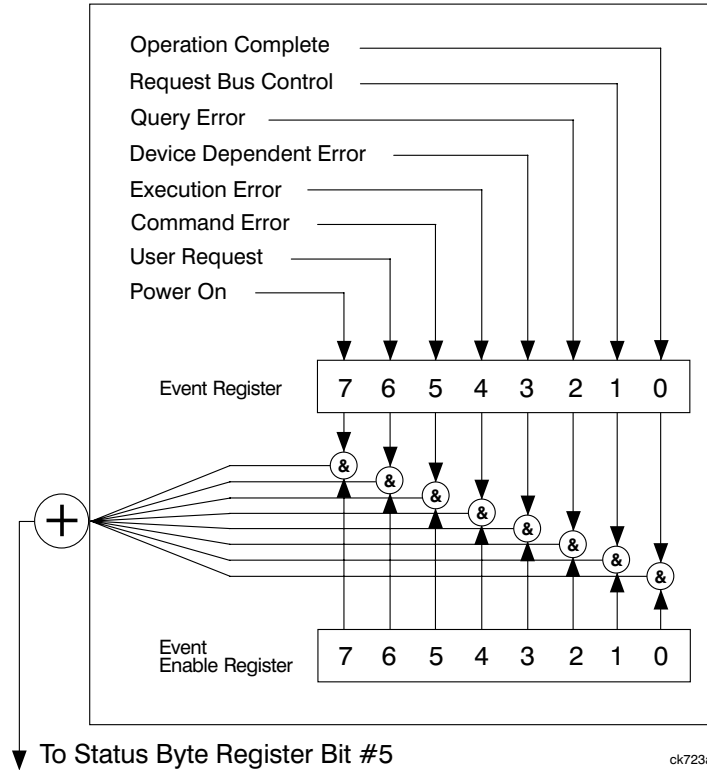 Operation Complete
Request Bus Control
Query Error
Device Dependent Error
Execution Error
Command Error
User Request
Power On
Event Register 7 6 5 4 3 2 1 0
& & & & & & & &
+
Event
Enable Register 7 6 5 4 3 2 1 0
To Status Byte Register Bit #5
ck723a